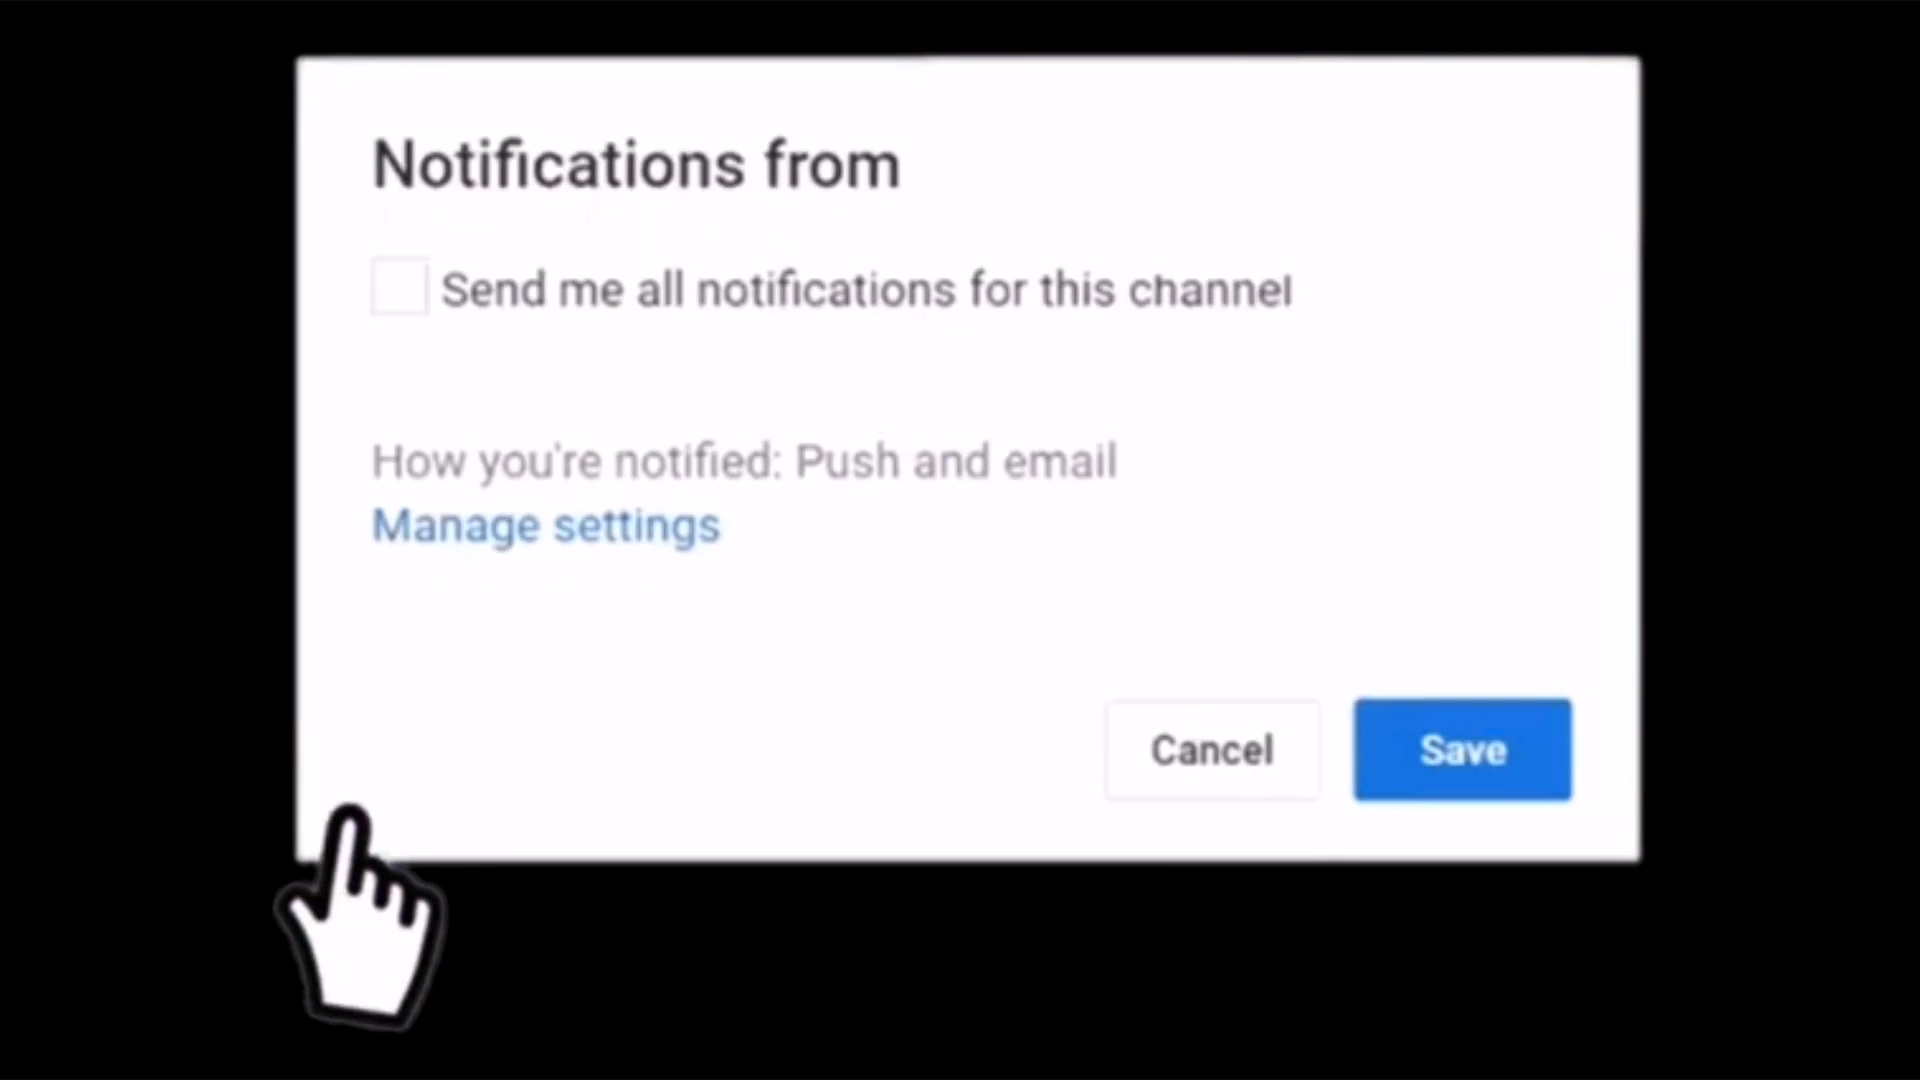 Notifications from
Send me all notifications for this channel
How you're notified: Push and email
Manage settings
Cancel
Save